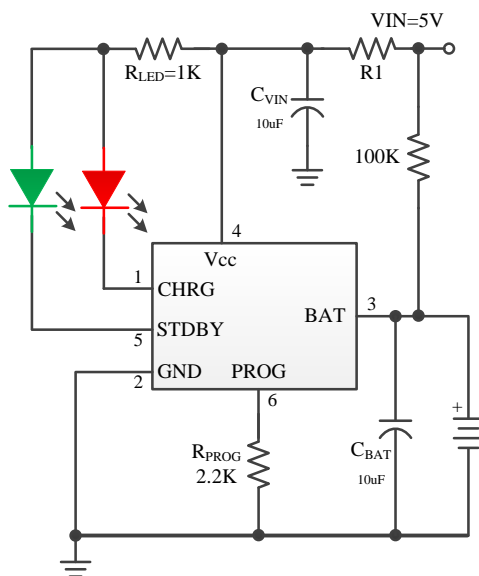 VIN=5V
RLED=1K
R1
CVIN
10uF
100K
4
Vcc
1
CHRG
3
BAT
STDBY
5
GND
PROG
2
6
+
RPROG
2.2K
CBAT
10uF